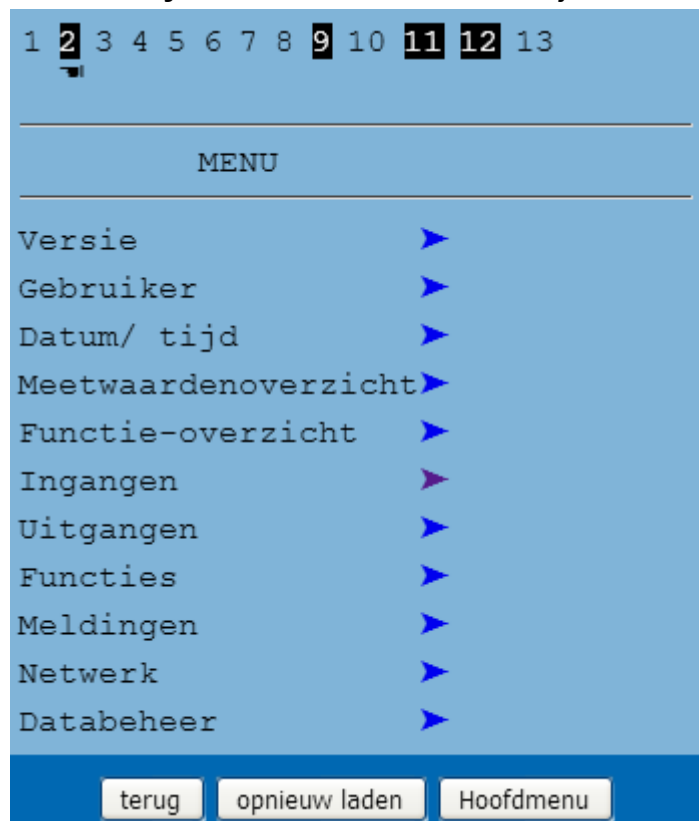 1 2 3 4 5 6 7 8 9 10 11 12 13
MENU
Versie
Gebruiker
Datum/ tijd
Meetwaardenoverzicht
Functie-overzicht
Ingangen
Uitgangen
Functies
Meldingen
Netwerk
Databeheer
terug opnieuw laden Hoofdmenu